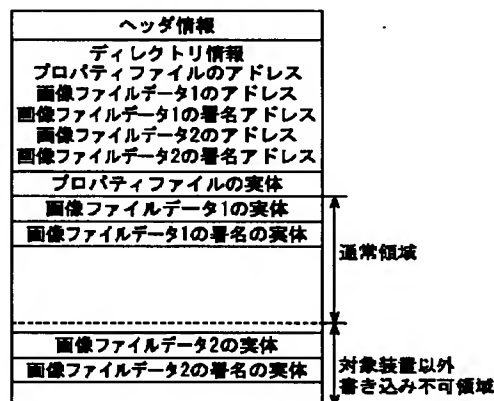 ヘッダ情報
ディレクトリ情報
プロパティファイルのアドレス
画像ファイルデータ1のアドレス
画像ファイルデータ1の署名アドレス
画像ファイルデータ2のアドレス
画像ファイルデータ2の署名アドレス
プロパティファイルの実体
画像ファイルデータ1の実体
画像ファイルデータ1の署名の実体
通常領域
画像ファイルデータ2の実体
画像ファイルデータ2の署名の実体
対象装置以外
書き込み不可領域